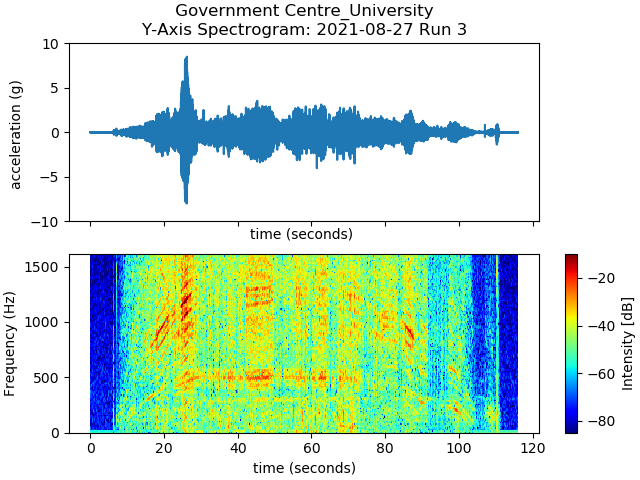 Government Centre_University
Y-Axis Spectrogram: 2021-08-27 Run 3
10
5
0
−5
−10
acceleration (g)
time (seconds)
1500
1000
500
0
Frequency (Hz)
0 20 40 60 80 100 120
time (seconds)
−20
−40
−60
−80
Intensity [dB]